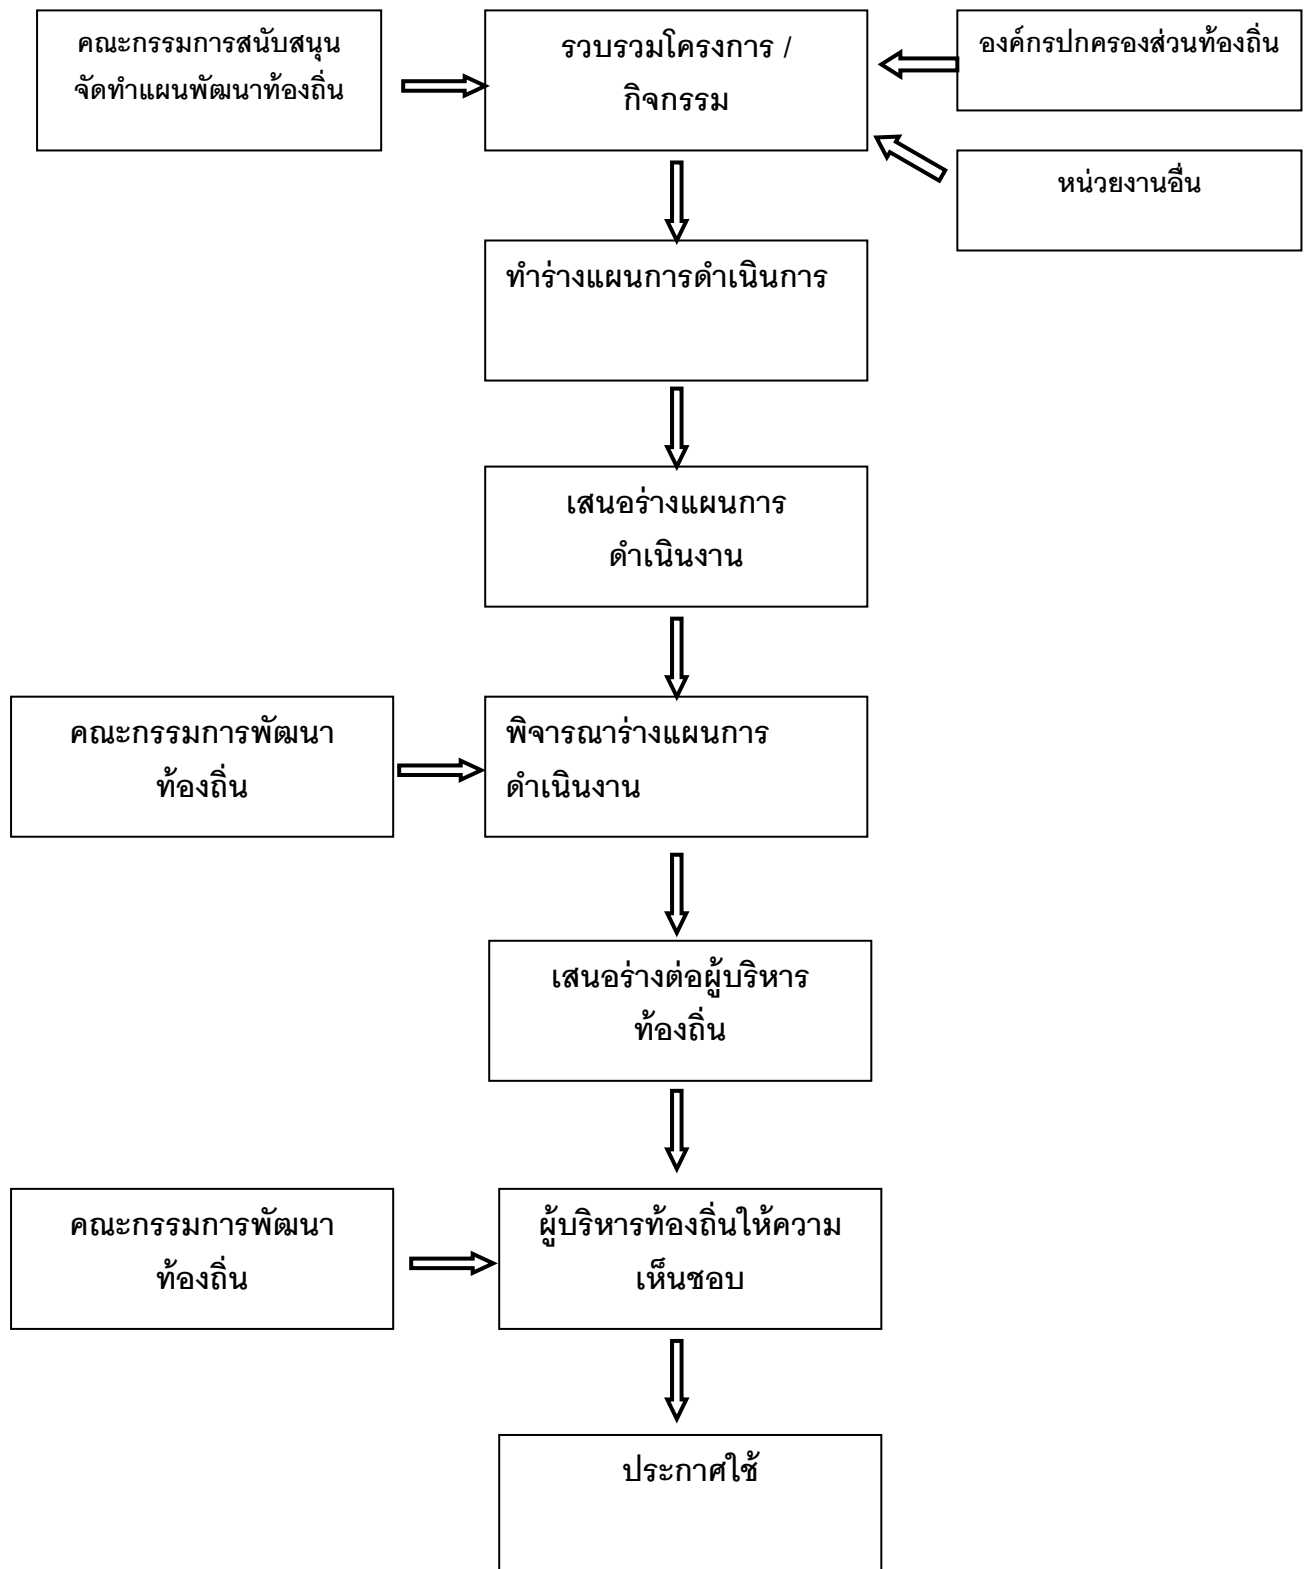 คณะกรรมการสนับสนุน
จัดทำแผนพัฒนาท้องถิ่น
รวบรวมโครงการ /
กิจกรรม
องค์กรปกครองส่วนท้องถิ่น
หน่วยงานอื่น
ทำร่างแผนการดำเนินการ
เสนอร่างแผนการ
ดำเนินงาน
คณะกรรมการพัฒนา
ท้องถิ่น
พิจารณาร่างแผนการ
ดำเนินงาน
เสนอร่างต่อผู้บริหาร
ท้องถิ่น
คณะกรรมการพัฒนา
ท้องถิ่น
ผู้บริหารท้องถิ่นให้ความ
เห็นชอบ
ประกาศใช้